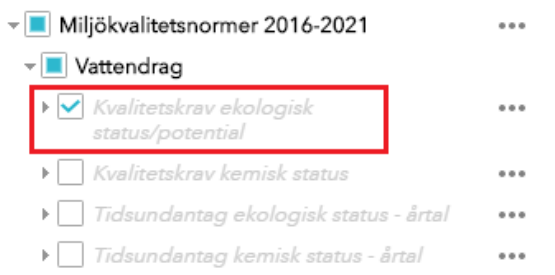 Miljökvalitetsnormer 2016-2021
Vattendrag
Kvalitetskrav ekologisk
status/potential
Kvalitetskrav kemisk status
Tidsundantag ekologisk status - årtal
Tidsundantag kemisk status - årtal